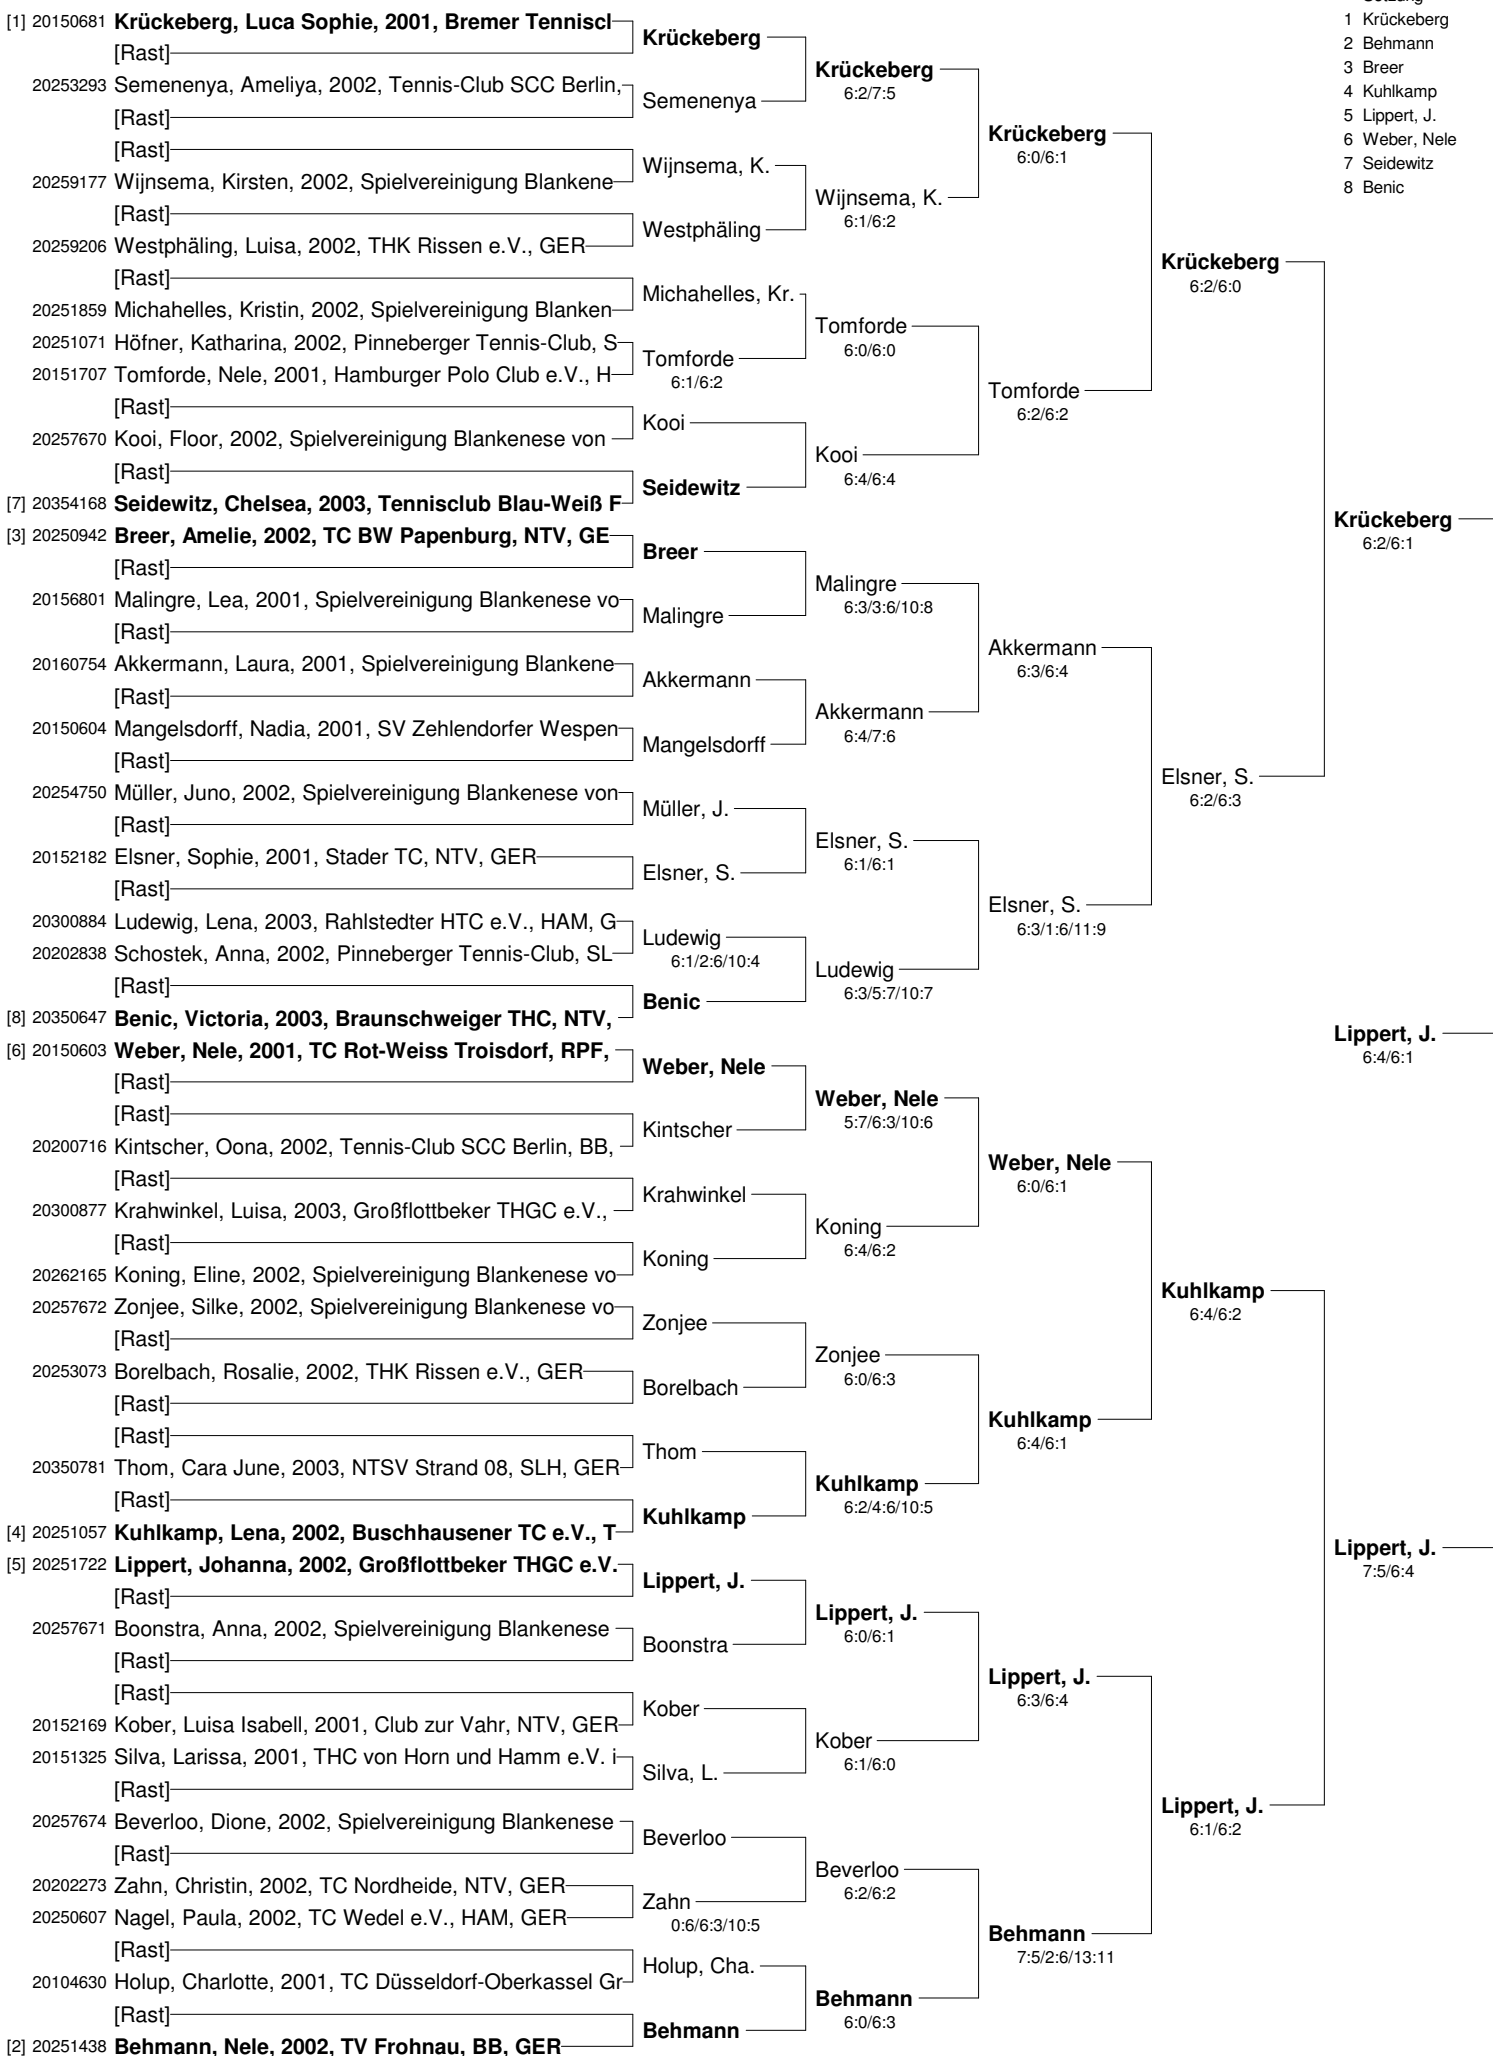 1 Krückeberg
2 Behmann
3 Breer
4 Kuhlkamp
5 Lippert, J.
6 Weber, Nele
7 Seidewitz
8 Benic
[1] 20150681 Krückeberg, Luca Sophie, 2001, Bremer Tenniscl
[Rast]
20253293 Semenenya, Ameliya, 2002, Tennis-Club SCC Berlin,
[Rast]
[Rast]
20259177 Wijnsema, Kirsten, 2002, Spielvereinigung Blankene
[Rast]
20259206 Westphäling, Luisa, 2002, THK Rissen e.V., GER
[Rast]
20251859 Michahelles, Kristin, 2002, Spielvereinigung Blanken
20251071 Höfner, Katharina, 2002, Pinneberger Tennis-Club, S
20151707 Tomforde, Nele, 2001, Hamburger Polo Club e.V., H
[Rast]
20257670 Kooi, Floor, 2002, Spielvereinigung Blankenese von
[Rast]
[7] 20354168 Seidewitz, Chelsea, 2003, Tennisclub Blau-Weiß F
[3] 20250942 Breer, Amelie, 2002, TC BW Papenburg, NTV, GE
[Rast]
20156801 Malingre, Lea, 2001, Spielvereinigung Blankenese vo
[Rast]
20160754 Akkermann, Laura, 2001, Spielvereinigung Blankene
[Rast]
20150604 Mangelsdorff, Nadia, 2001, SV Zehlendorfer Wespen
[Rast]
20254750 Müller, Juno, 2002, Spielvereinigung Blankenese von
[Rast]
20152182 Elsner, Sophie, 2001, Stader TC, NTV, GER
[Rast]
20300884 Ludewig, Lena, 2003, Rahlstedter HTC e.V., HAM, G
20202838 Schostek, Anna, 2002, Pinneberger Tennis-Club, SL
[Rast]
[8] 20350647 Benic, Victoria, 2003, Braunschweiger THC, NTV,
[6] 20150603 Weber, Nele, 2001, TC Rot-Weiss Troisdorf, RPF,
[Rast]
[Rast]
20200716 Kintscher, Oona, 2002, Tennis-Club SCC Berlin, BB,
[Rast]
20300877 Krahwinkel, Luisa, 2003, Großflottbeker THGC e.V.,
[Rast]
20262165 Koning, Eline, 2002, Spielvereinigung Blankenese vo
20257672 Zonjee, Silke, 2002, Spielvereinigung Blankenese vo
[Rast]
20253073 Borelbach, Rosalie, 2002, THK Rissen e.V., GER
[Rast]
[Rast]
20350781 Thom, Cara June, 2003, NTSV Strand 08, SLH, GER
[Rast]
[4] 20251057 Kuhlkamp, Lena, 2002, Buschhausener TC e.V., T
[5] 20251722 Lippert, Johanna, 2002, Großflottbeker THGC e.V.
[Rast]
20257671 Boonstra, Anna, 2002, Spielvereinigung Blankenese
[Rast]
[Rast]
20152169 Kober, Luisa Isabell, 2001, Club zur Vahr, NTV, GER
20151325 Silva, Larissa, 2001, THC von Horn und Hamm e.V. i
[Rast]
20257674 Beverloo, Dione, 2002, Spielvereinigung Blankenese
[Rast]
20202273 Zahn, Christin, 2002, TC Nordheide, NTV, GER
20250607 Nagel, Paula, 2002, TC Wedel e.V., HAM, GER
[Rast]
20104630 Holup, Charlotte, 2001, TC Düsseldorf-Oberkassel Gr
[Rast]
[2] 20251438 Behmann, Nele, 2002, TV Frohnau, BB, GER
Krückeberg
Semenenya
Wijnsema, K.
Westphäling
Michahelles, Kr.
Tomforde
6:1/6:2
Kooi
Seidewitz
Breer
Malingre
Akkermann
Mangelsdorff
Müller, J.
Elsner, S.
Ludewig
6:1/2:6/10:4
Benic
Weber, Nele
Kintscher
Krahwinkel
Koning
Zonjee
Borelbach
Thom
Kuhlkamp
Lippert, J.
Boonstra
Kober
Silva, L.
Beverloo
Zahn
0:6/6:3/10:5
Holup, Cha.
Behmann
Krückeberg
6:2/7:5
Wijnsema, K.
6:1/6:2
Tomforde
6:0/6:0
Kooi
6:4/6:4
Malingre
6:3/3:6/10:8
Akkermann
6:4/7:6
Elsner, S.
6:1/6:1
Ludewig
6:3/5:7/10:7
Weber, Nele
5:7/6:3/10:6
Koning
6:4/6:2
Zonjee
6:0/6:3
Kuhlkamp
6:2/4:6/10:5
Lippert, J.
6:0/6:1
Kober
6:1/6:0
Beverloo
6:2/6:2
Behmann
6:0/6:3
Krückeberg
6:0/6:1
Tomforde
6:2/6:2
Akkermann
6:3/6:4
Elsner, S.
6:3/1:6/11:9
Weber, Nele
6:0/6:1
Kuhlkamp
6:4/6:1
Lippert, J.
6:3/6:4
Behmann
7:5/2:6/13:11
Krückeberg
6:2/6:0
Elsner, S.
6:2/6:3
Kuhlkamp
6:4/6:2
Lippert, J.
6:1/6:2
Krückeberg
6:2/6:1
Lippert, J.
6:4/6:1
Lippert, J.
7:5/6:4